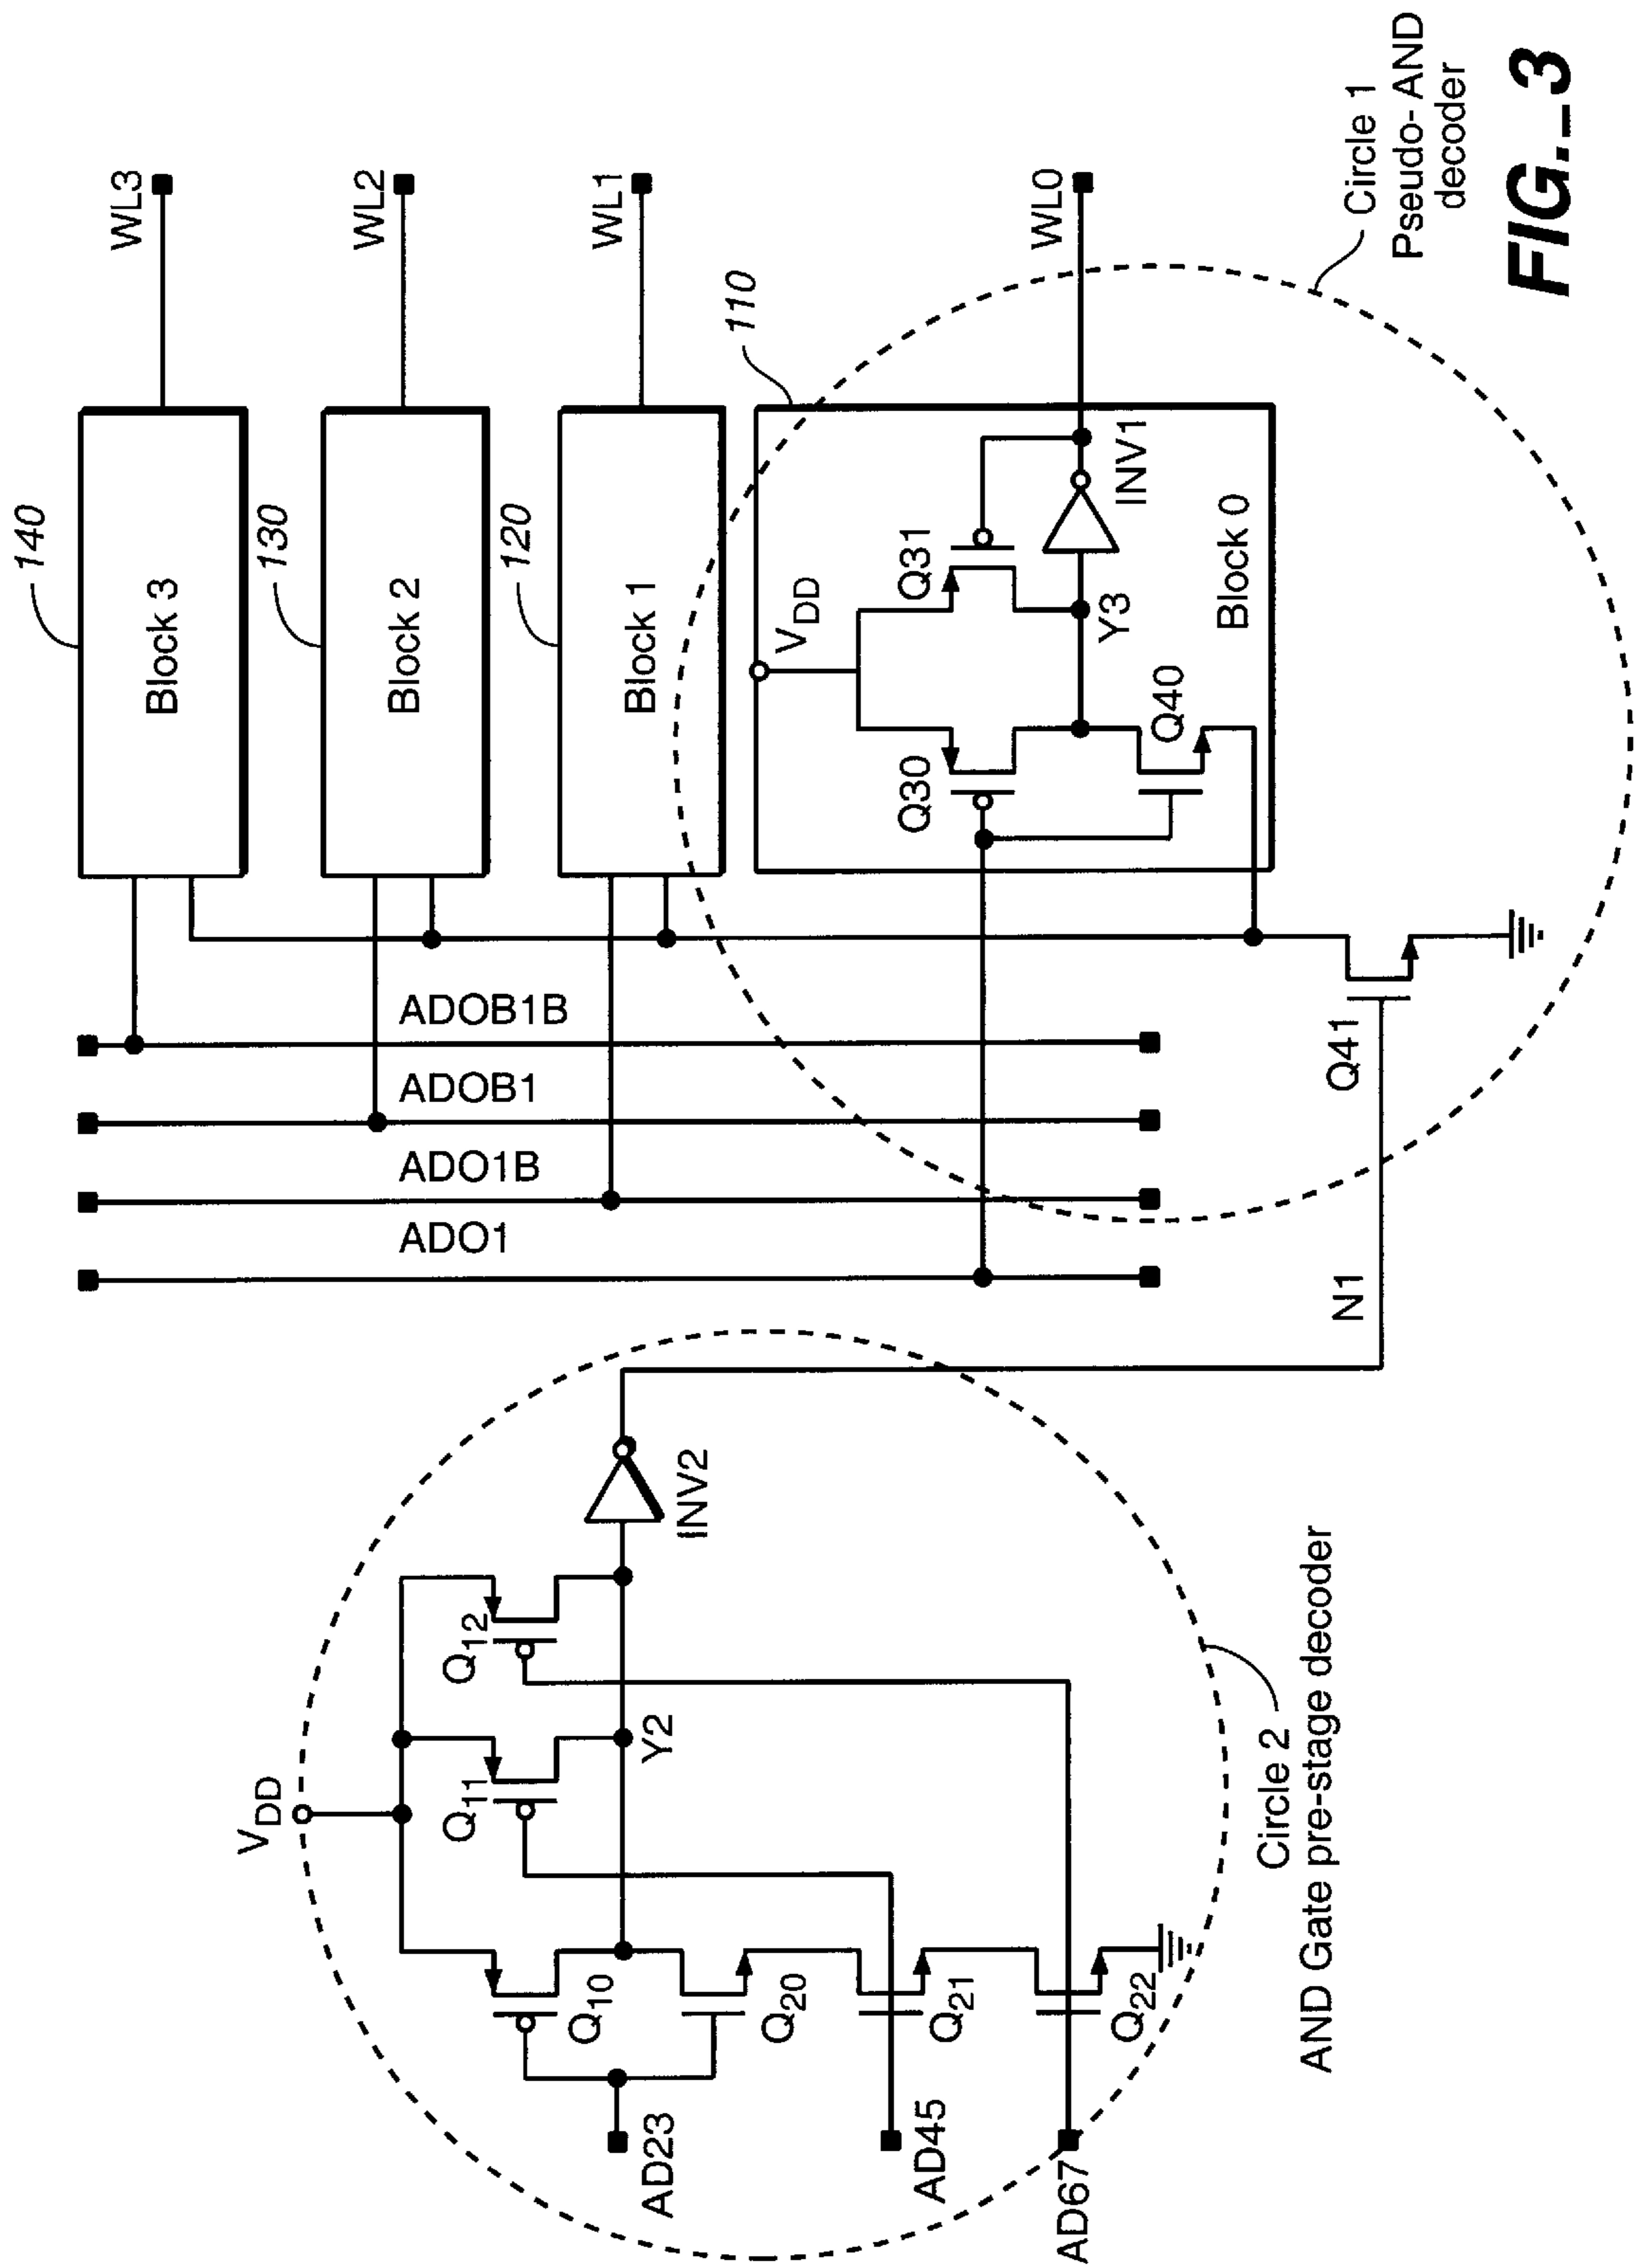 140
Block 3
WL3
130
Block 2
WL2
120
Block 1
WL1
110
VDD
Q30
Q31
Y3
INV1
WL0
Q40
Block 0
ADOB1B
ADOB1
ADO1B
ADO1
Q41
N1
Circle 1
Pseudo-AND
decoder
VDD
Q10
Q11
Q12
Y2
INV2
Q20
Q21
Q22
AD23
AD45
AD67
Circle 2
AND Gate pre-stage decoder
FIG._3